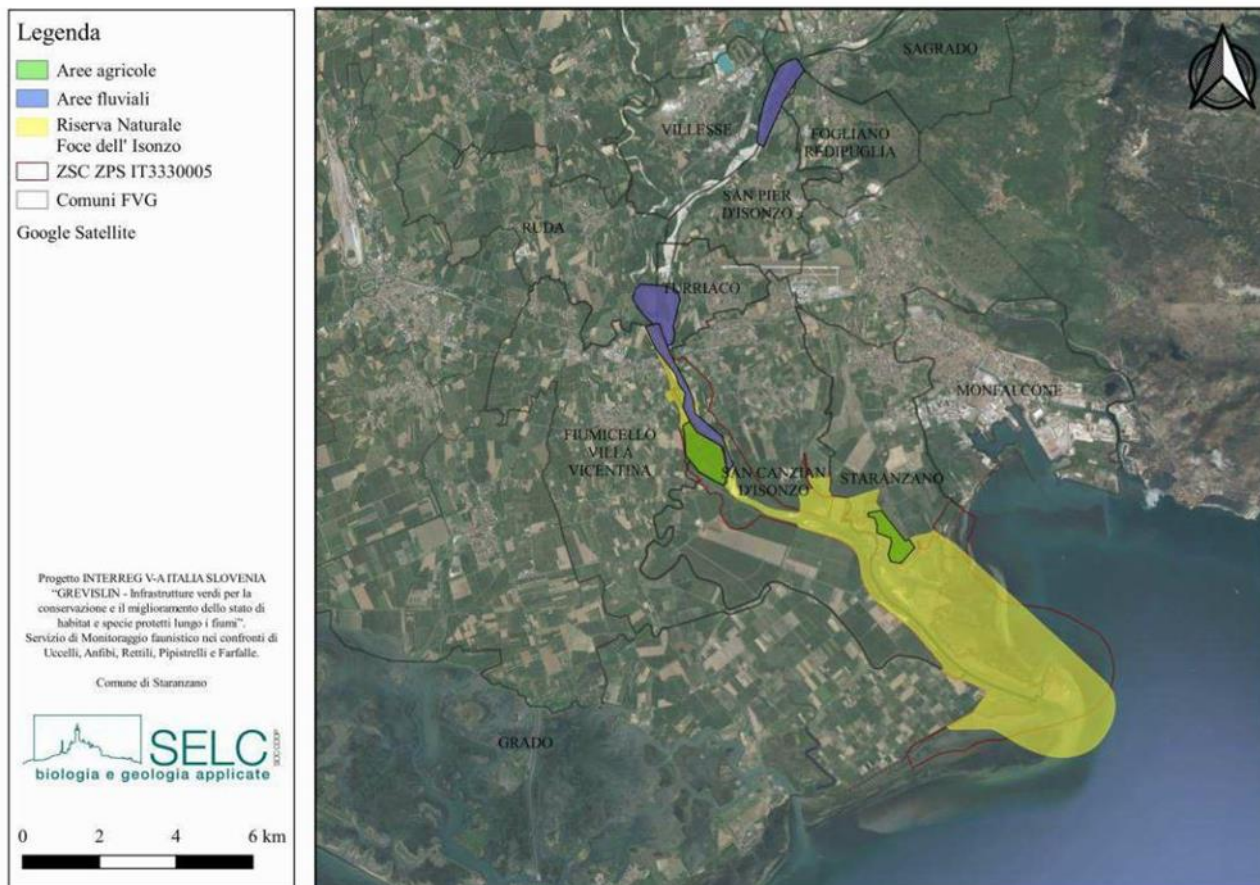 Legenda
Aree agricole
Aree fluviali
Riserva Naturale
Foce dell' Isonzo
ZSC ZPS IT3330005
Comuni FVG
Google Satellite
Progetto INTERREG V-A ITALIA SLOVENIA
“GREVISLIN - Infrastrutture verdi per la
conservazione e il miglioramento dello stato di
habitat e specie protetti lungo i fiumi”.
Servizio di Monitoraggio faunistico nei confronti di
Uccelli, Anfibi, Rettili, Pipistrelli e Farfalle.
Comune di Staranzano
SELC
SOC COOP
biologia e geologia applicate
0 2 4 6 km
SAGRADO
VILLESSE
FOGLIANO
REDIPUGLIA
SAN PIER
D'ISONZO
RUDA
TURRIACO
MONFALCONE
FIUMICELLO
VILLA
VICENTINA
SAN CANZIAN
D'ISONZO
STARANZANO
GRADO